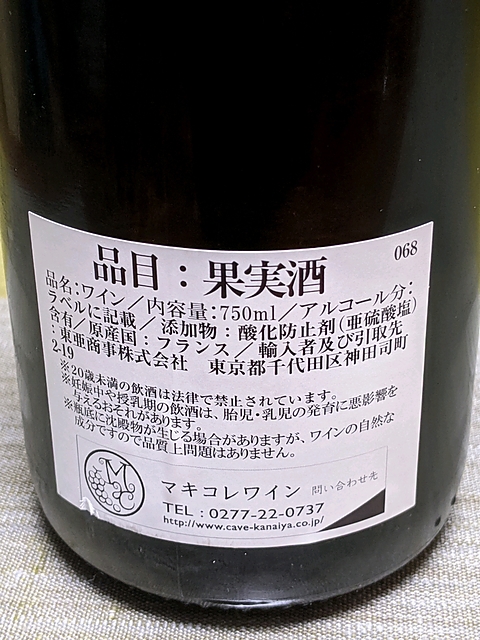 068
品目：果実酒
品名：ワイン／内容量：750ml／アルコール分：
ラベルに記載／添加物：酸化防止剤（亜硫酸塩）
含有／原産国：フランス／輸入者及び引取先
：東亜商事株式会社　東京都千代田区神田司町
2-19
※20歳未満の飲酒は法律で禁止されています。
※妊娠中や授乳期の飲酒は、胎児・乳児の発育に悪影響を
与えるおそれがあります。
※瓶底に沈殿物が生じる場合がありますが、ワインの自然な
成分ですので品質上問題はありません。
マキコレワイン 問い合わせ先
TEL：0277-22-0737
http://www.cave-kanaiya.co.jp/